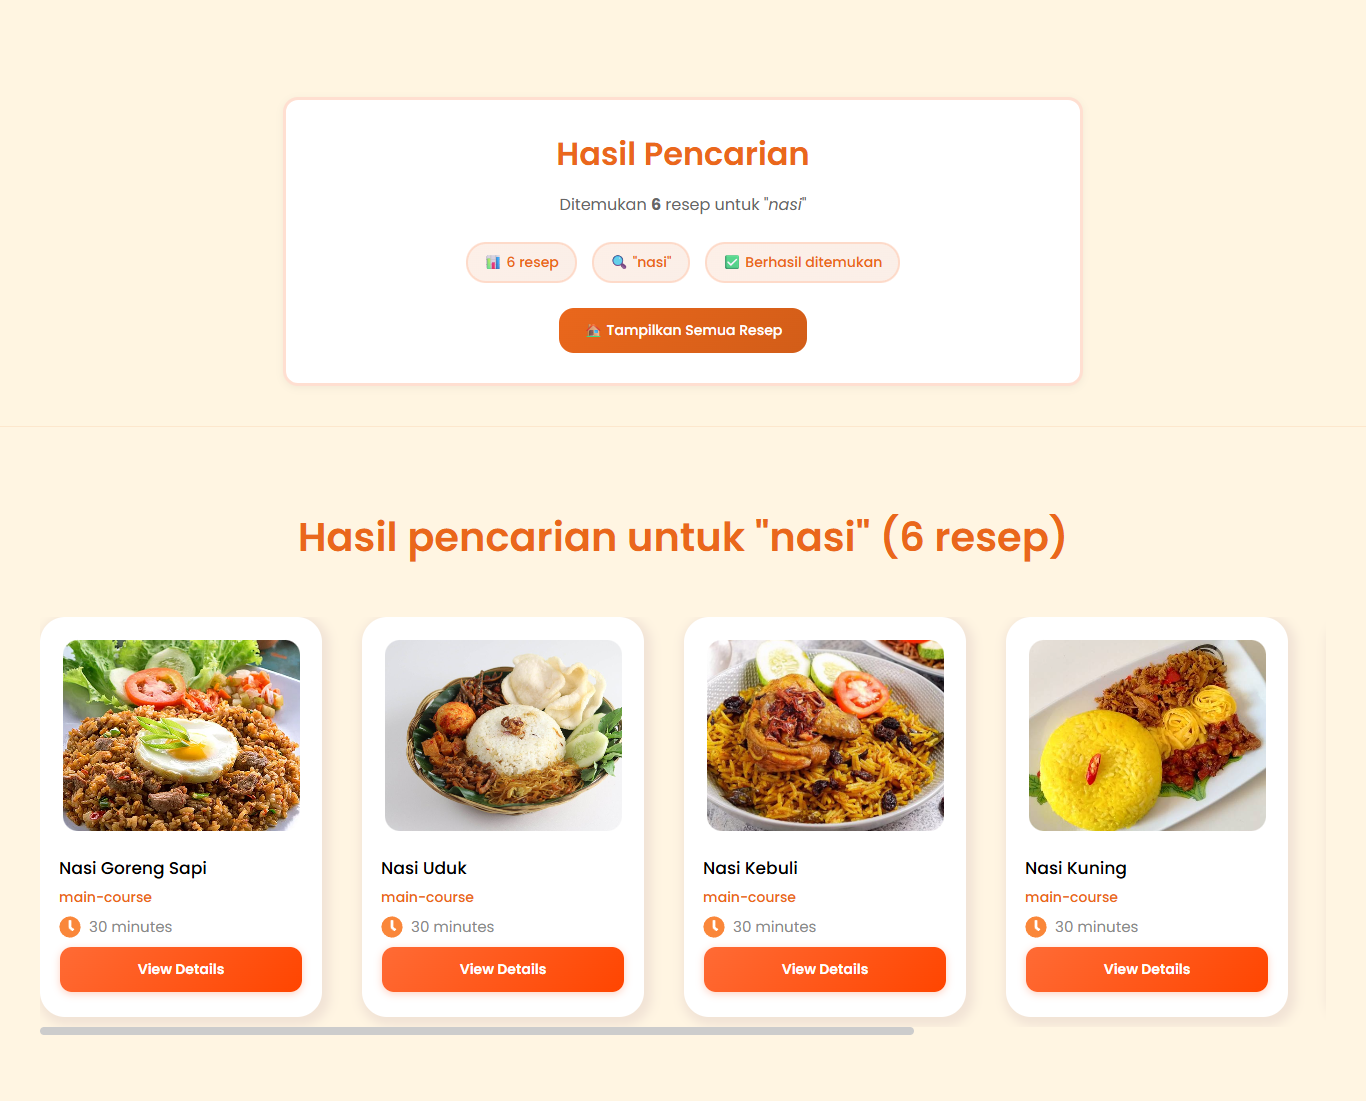 Hasil Pencarian
Ditemukan 6 resep untuk "nasi"
📊 6 resep
🔍 "nasi"
✅ Berhasil ditemukan
🏠 Tampilkan Semua Resep
Hasil pencarian untuk "nasi" (6 resep)
Nasi Goreng Sapi
main-course
30 minutes
View Details
Nasi Uduk
main-course
30 minutes
View Details
Nasi Kebuli
main-course
30 minutes
View Details
Nasi Kuning
main-course
30 minutes
View Details